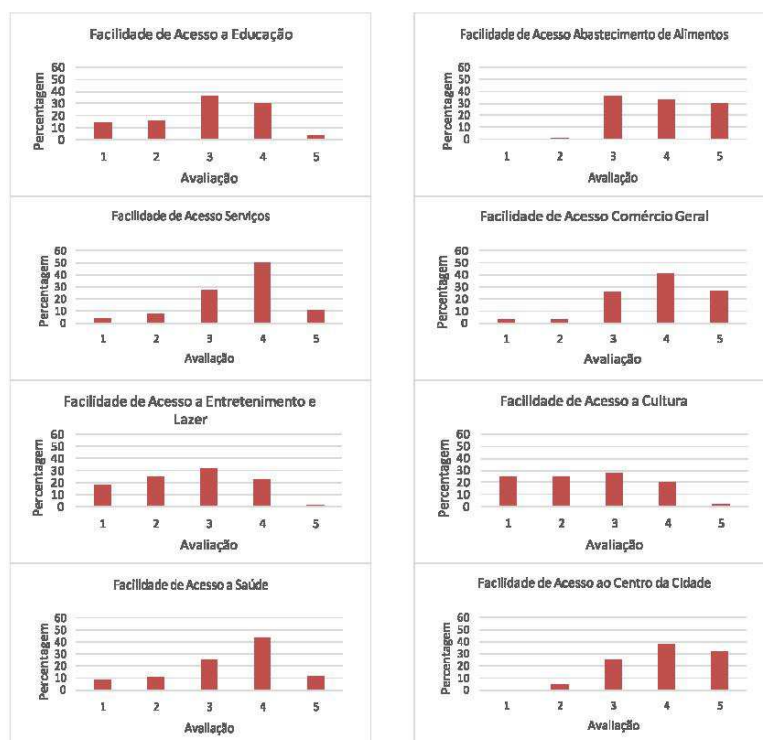 Facilidade de Acesso a Educação
Percentagem
60
50
40
30
20
10
0
1 2 3 4 5
Avaliação
Facilidade de Acesso Abastecimento de Alimentos
Percentagem
60
50
40
30
20
10
0
1 2 3 4 5
Avaliação
Facilidade de Acesso Serviços
Percentagem
60
50
40
30
20
10
0
1 2 3 4 5
Avaliação
Facilidade de Acesso Comércio Geral
Percentagem
60
50
40
30
20
10
0
1 2 3 4 5
Avaliação
Facilidade de Acesso a Entretenimento e
Lazer
Percentagem
60
50
40
30
20
10
0
1 2 3 4 5
Avaliação
Facilidade de Acesso a Cultura
Percentagem
60
50
40
30
20
10
0
1 2 3 4 5
Avaliação
Facilidade de Acesso a Saúde
Percentagem
60
50
40
30
20
10
0
1 2 3 4 5
Avaliação
Facilidade de Acesso ao Centro da Cidade
Percentagem
60
50
40
30
20
10
0
1 2 3 4 5
Avaliação